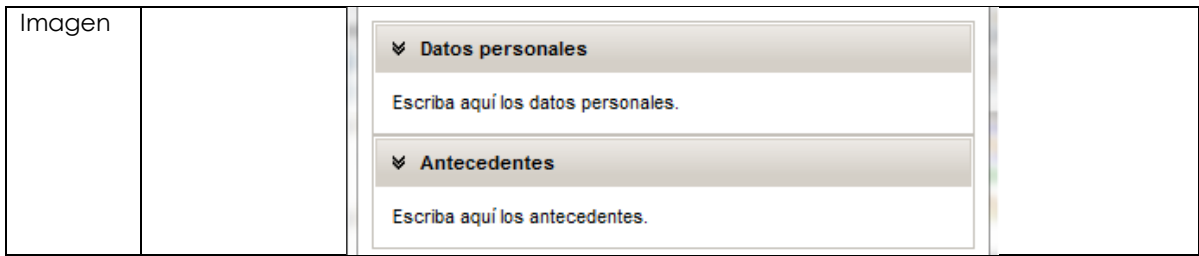 Imagen
Datos personales
Escriba aquí los datos personales.
Antecedentes
Escriba aquí los antecedentes.